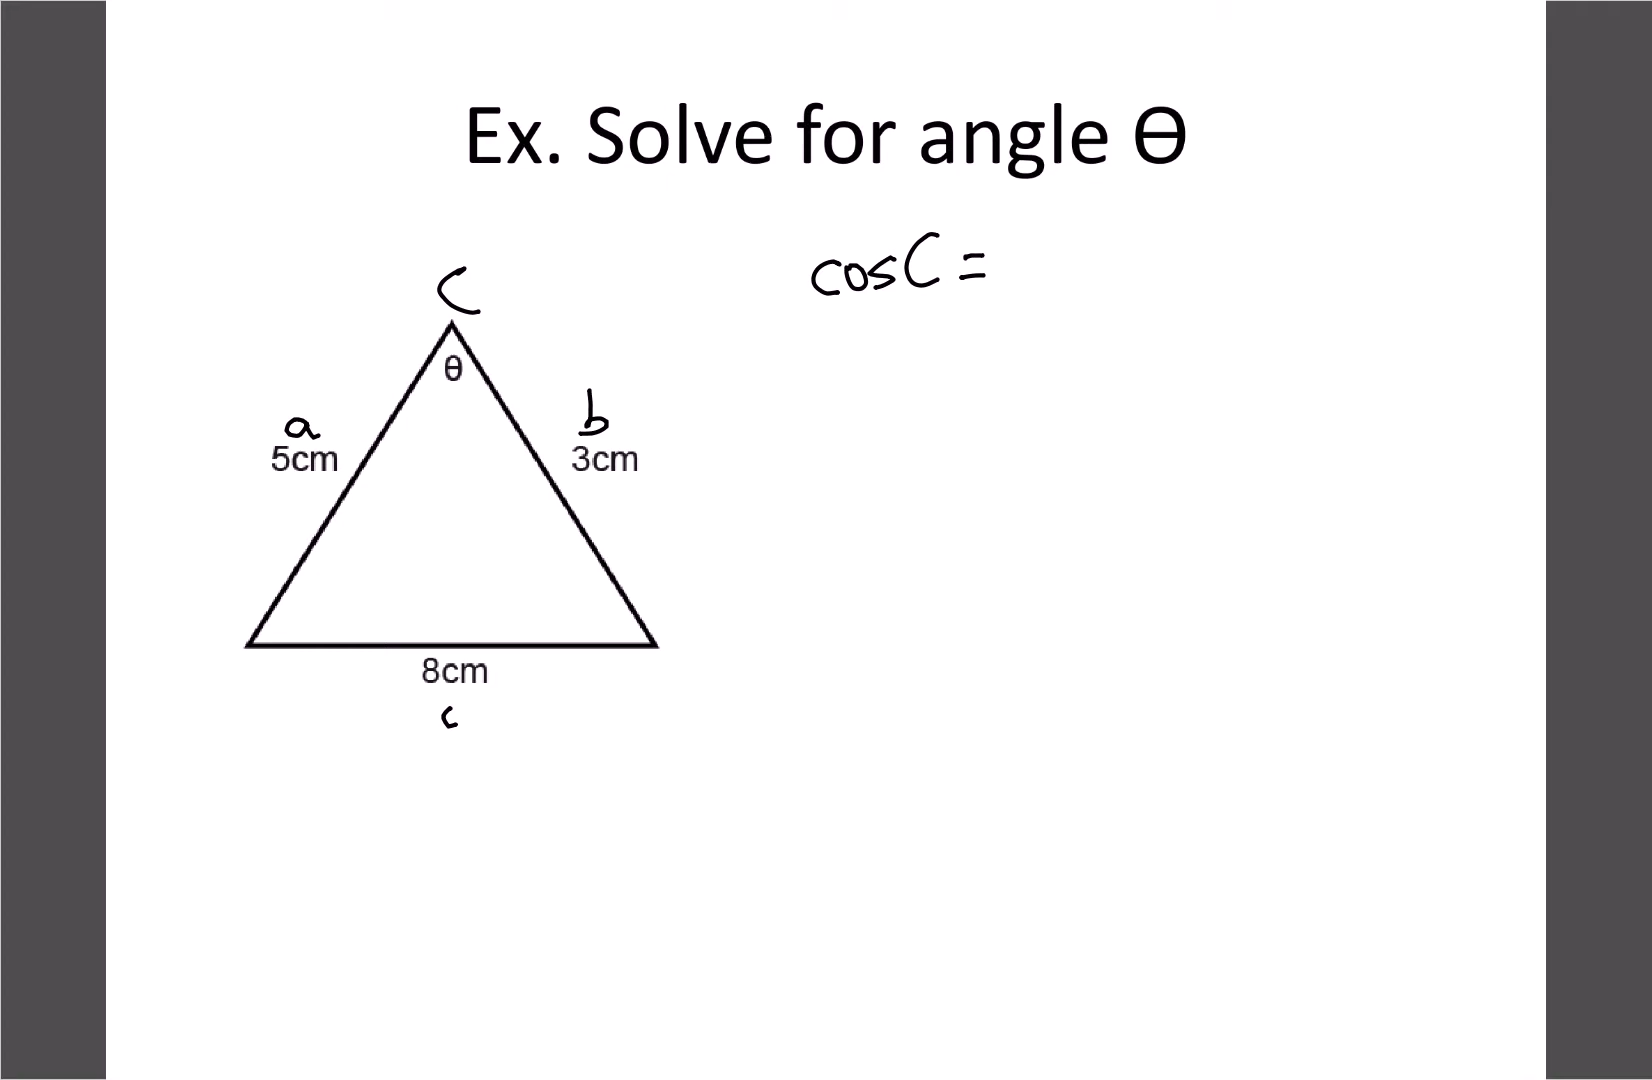 Ex. Solve for angle Ѳ
cosC =
C
θ
a
b
5cm
3cm
8cm
c